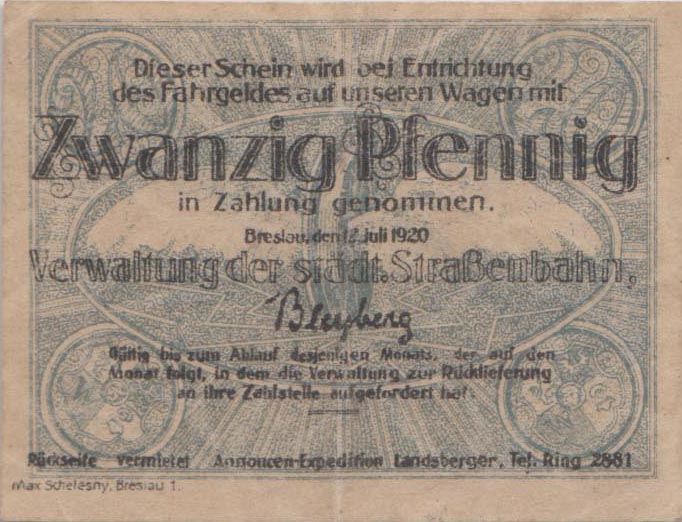 Dieser Schein wird bei Entrichtung
des Fahrgeldes auf unseren Wagen mit
Zwanzig Pfennig
in Zahlung genommen.
Breslau, den 12. Juli 1920
Verwaltung der städt. Straßenbahn,
Bleyberg
Gültig bis zum Ablauf desjenigen Monats, der auf den
Monat folgt, in dem die Verwaltung zur Rücklieferung
an ihre Zahlstelle aufgefordert hat.
Rückseite vermietet Annoncen-Expedition Landsberger, Tel. Ring 2881
Max Schelesny, Breslau 1.